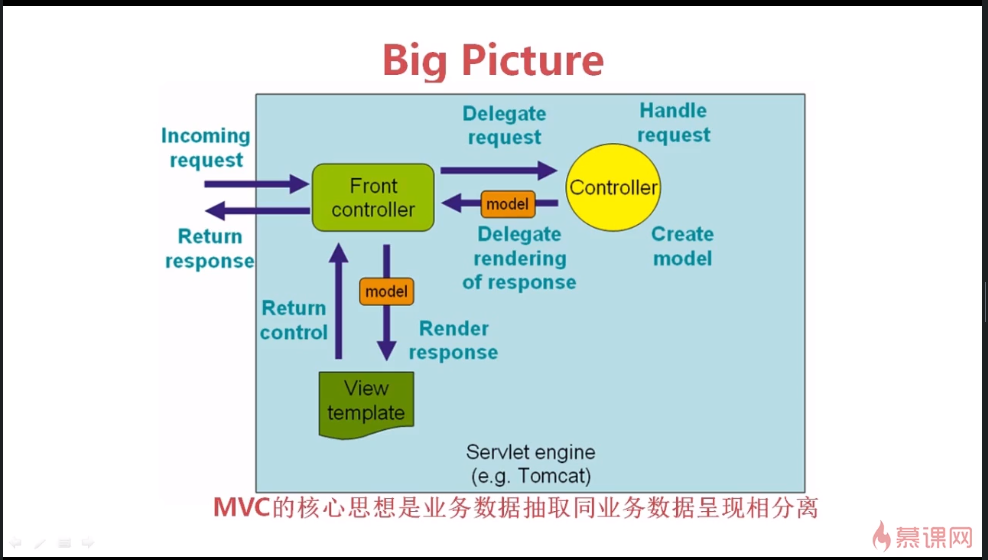 Big Picture
Delegate
request
Handle
request
Incoming
request
Front
controller
Controller
model
Return
response
Delegate
rendering
of response
Create
model
model
Return
control
Render
response
View
template
Servlet engine
(e.g. Tomcat)
MVC的核心思想是业务数据抽取同业务数据呈现相分离
慕课网